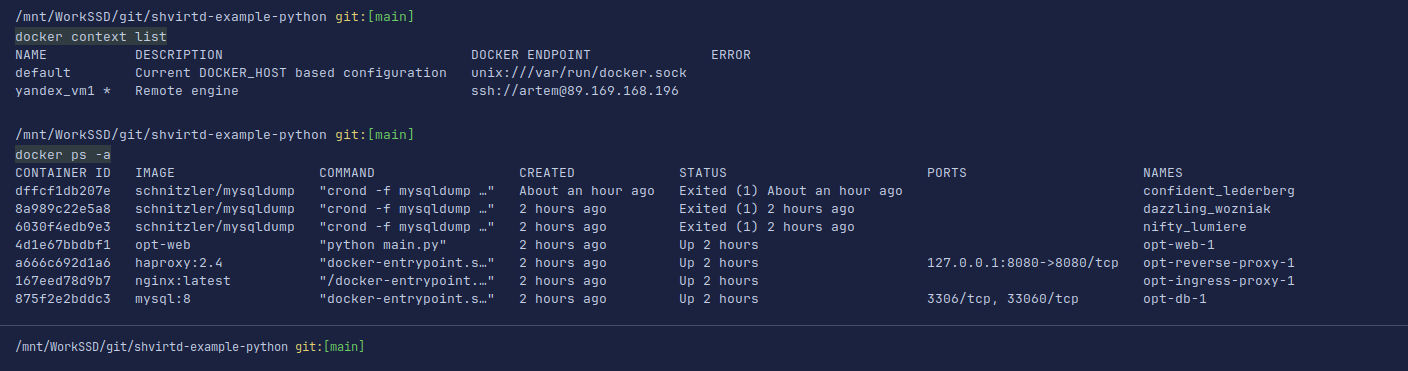 /mnt/WorkSSD/git/shvirtd-example-python git:[main]
docker context list
NAME DESCRIPTION DOCKER ENDPOINT ERROR
default Current DOCKER_HOST based configuration unix:///var/run/docker.sock
yandex_vm1 * Remote engine ssh://artem@89.169.168.196
/mnt/WorkSSD/git/shvirtd-example-python git:[main]
docker ps -a
CONTAINER ID IMAGE COMMAND CREATED STATUS PORTS NAMES
dffcf1db207e schnitzler/mysqldump "crond -f mysqldump …" About an hour ago Exited (1) About an hour ago confident_lederberg
8a989c22e5a8 schnitzler/mysqldump "crond -f mysqldump …" 2 hours ago Exited (1) 2 hours ago dazzling_wozniak
6030f4edb9e3 schnitzler/mysqldump "crond -f mysqldump …" 2 hours ago Exited (1) 2 hours ago nifty_lumiere
4d1e67bbdbf1 opt-web "python main.py" 2 hours ago Up 2 hours opt-web-1
a666c692d1a6 haproxy:2.4 "docker-entrypoint.s…" 2 hours ago Up 2 hours 127.0.0.1:8080->8080/tcp opt-reverse-proxy-1
167eed78d9b7 nginx:latest "/docker-entrypoint.…" 2 hours ago Up 2 hours opt-ingress-proxy-1
875f2e2bddc3 mysql:8 "docker-entrypoint.s…" 2 hours ago Up 2 hours 3306/tcp, 33060/tcp opt-db-1
/mnt/WorkSSD/git/shvirtd-example-python git:[main]